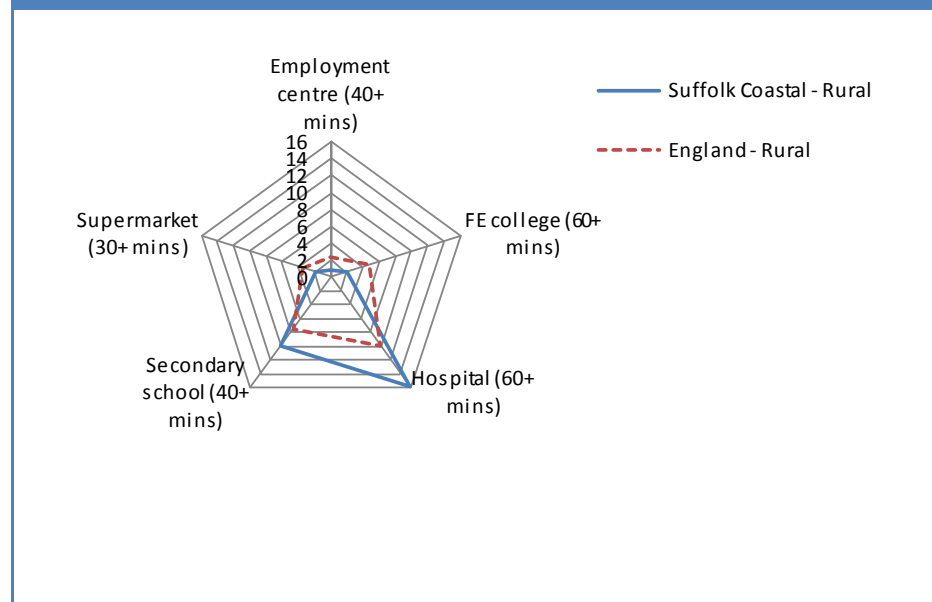 Employment
centre (40+
mins)
Suffolk Coastal - Rural
England - Rural
16
14
12
10
8
6
4
2
0
FE college (60+
mins)
Hospital (60+
mins)
Secondary
school (40+
mins)
Supermarket
(30+ mins)